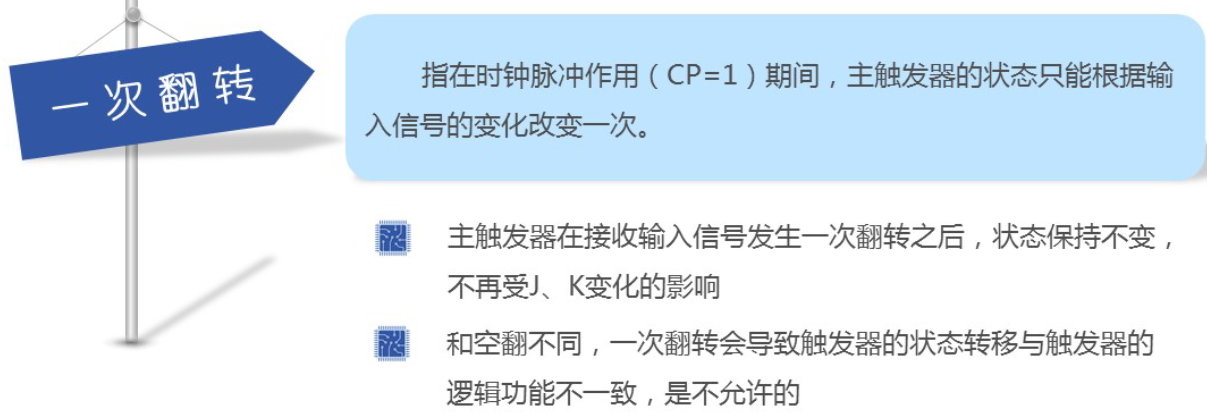 一次翻转
指在时钟脉冲作用（CP=1）期间，主触发器的状态只能根据输
入信号的变化改变一次。
主触发器在接收输入信号发生一次翻转之后，状态保持不变，
不再受J、K变化的影响
和空翻不同，一次翻转会导致触发器的状态转移与触发器的
逻辑功能不一致，是不允许的